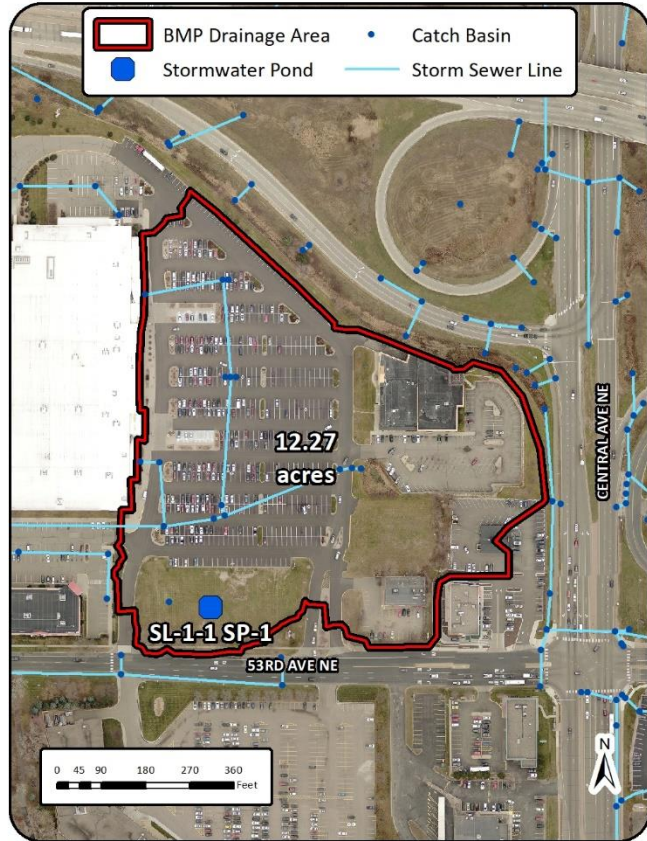 BMP Drainage Area
Catch Basin
Stormwater Pond
Storm Sewer Line
CENTRAL AVE NE
12.27
acres
SL-1-1 SP-1
53RD AVE NE
0 45 90 180 270 360
Feet
N